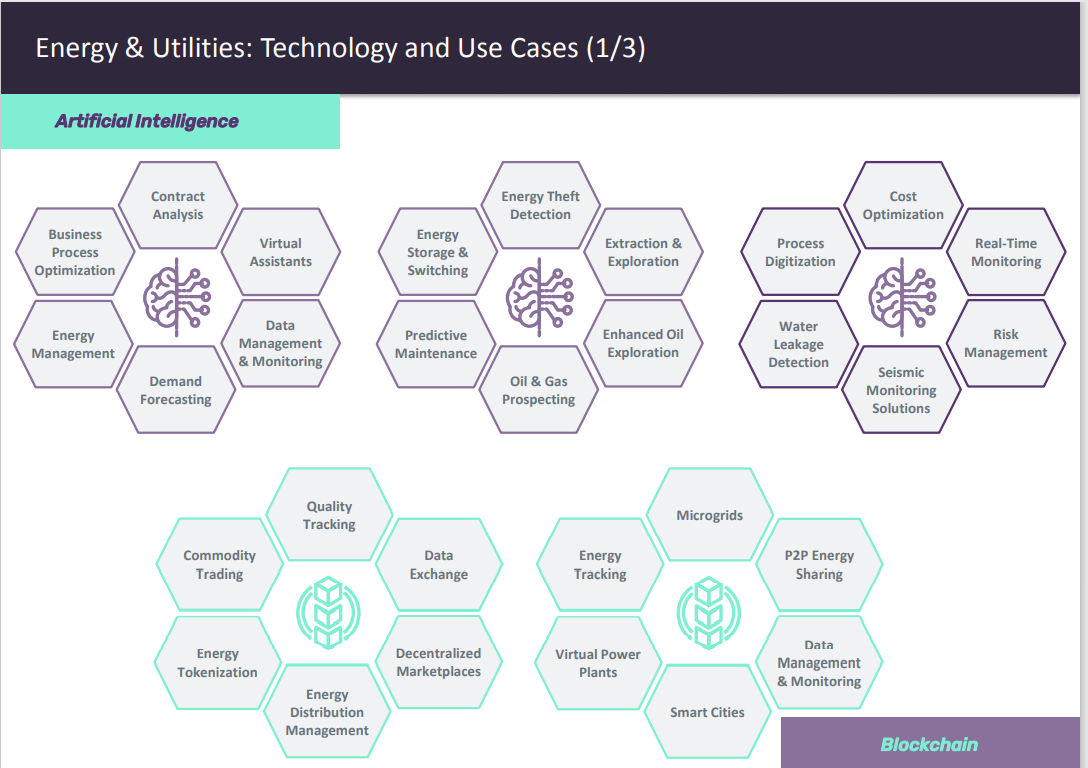 Energy & Utilities: Technology and Use Cases (1/3)
Artificial Intelligence
Contract
Analysis
Business
Process
Optimization
Virtual
Assistants
Energy
Management
Data
Management
& Monitoring
Demand
Forecasting
Energy Theft
Detection
Energy
Storage &
Switching
Extraction &
Exploration
Predictive
Maintenance
Enhanced Oil
Exploration
Oil & Gas
Prospecting
Cost
Optimization
Process
Digitization
Real-Time
Monitoring
Water
Leakage
Detection
Risk
Management
Seismic
Monitoring
Solutions
Quality
Tracking
Commodity
Trading
Data
Exchange
Energy
Tokenization
Decentralized
Marketplaces
Energy
Distribution
Management
Microgrids
Energy
Tracking
P2P Energy
Sharing
Virtual Power
Plants
Data
Management
& Monitoring
Smart Cities
Blockchain